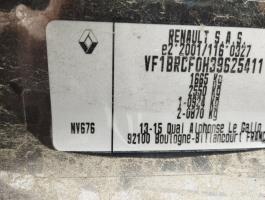 RENAULT S.A.S.
e2*2001/116*0327
VF1BRCF0H39625411
1665 Kg
2550 Kg
1-0924 Kg
2-0870 Kg
NV676
13-15 Quai Alphonse Le Gallo
92100 Boulogne-Billancourt FRANCE